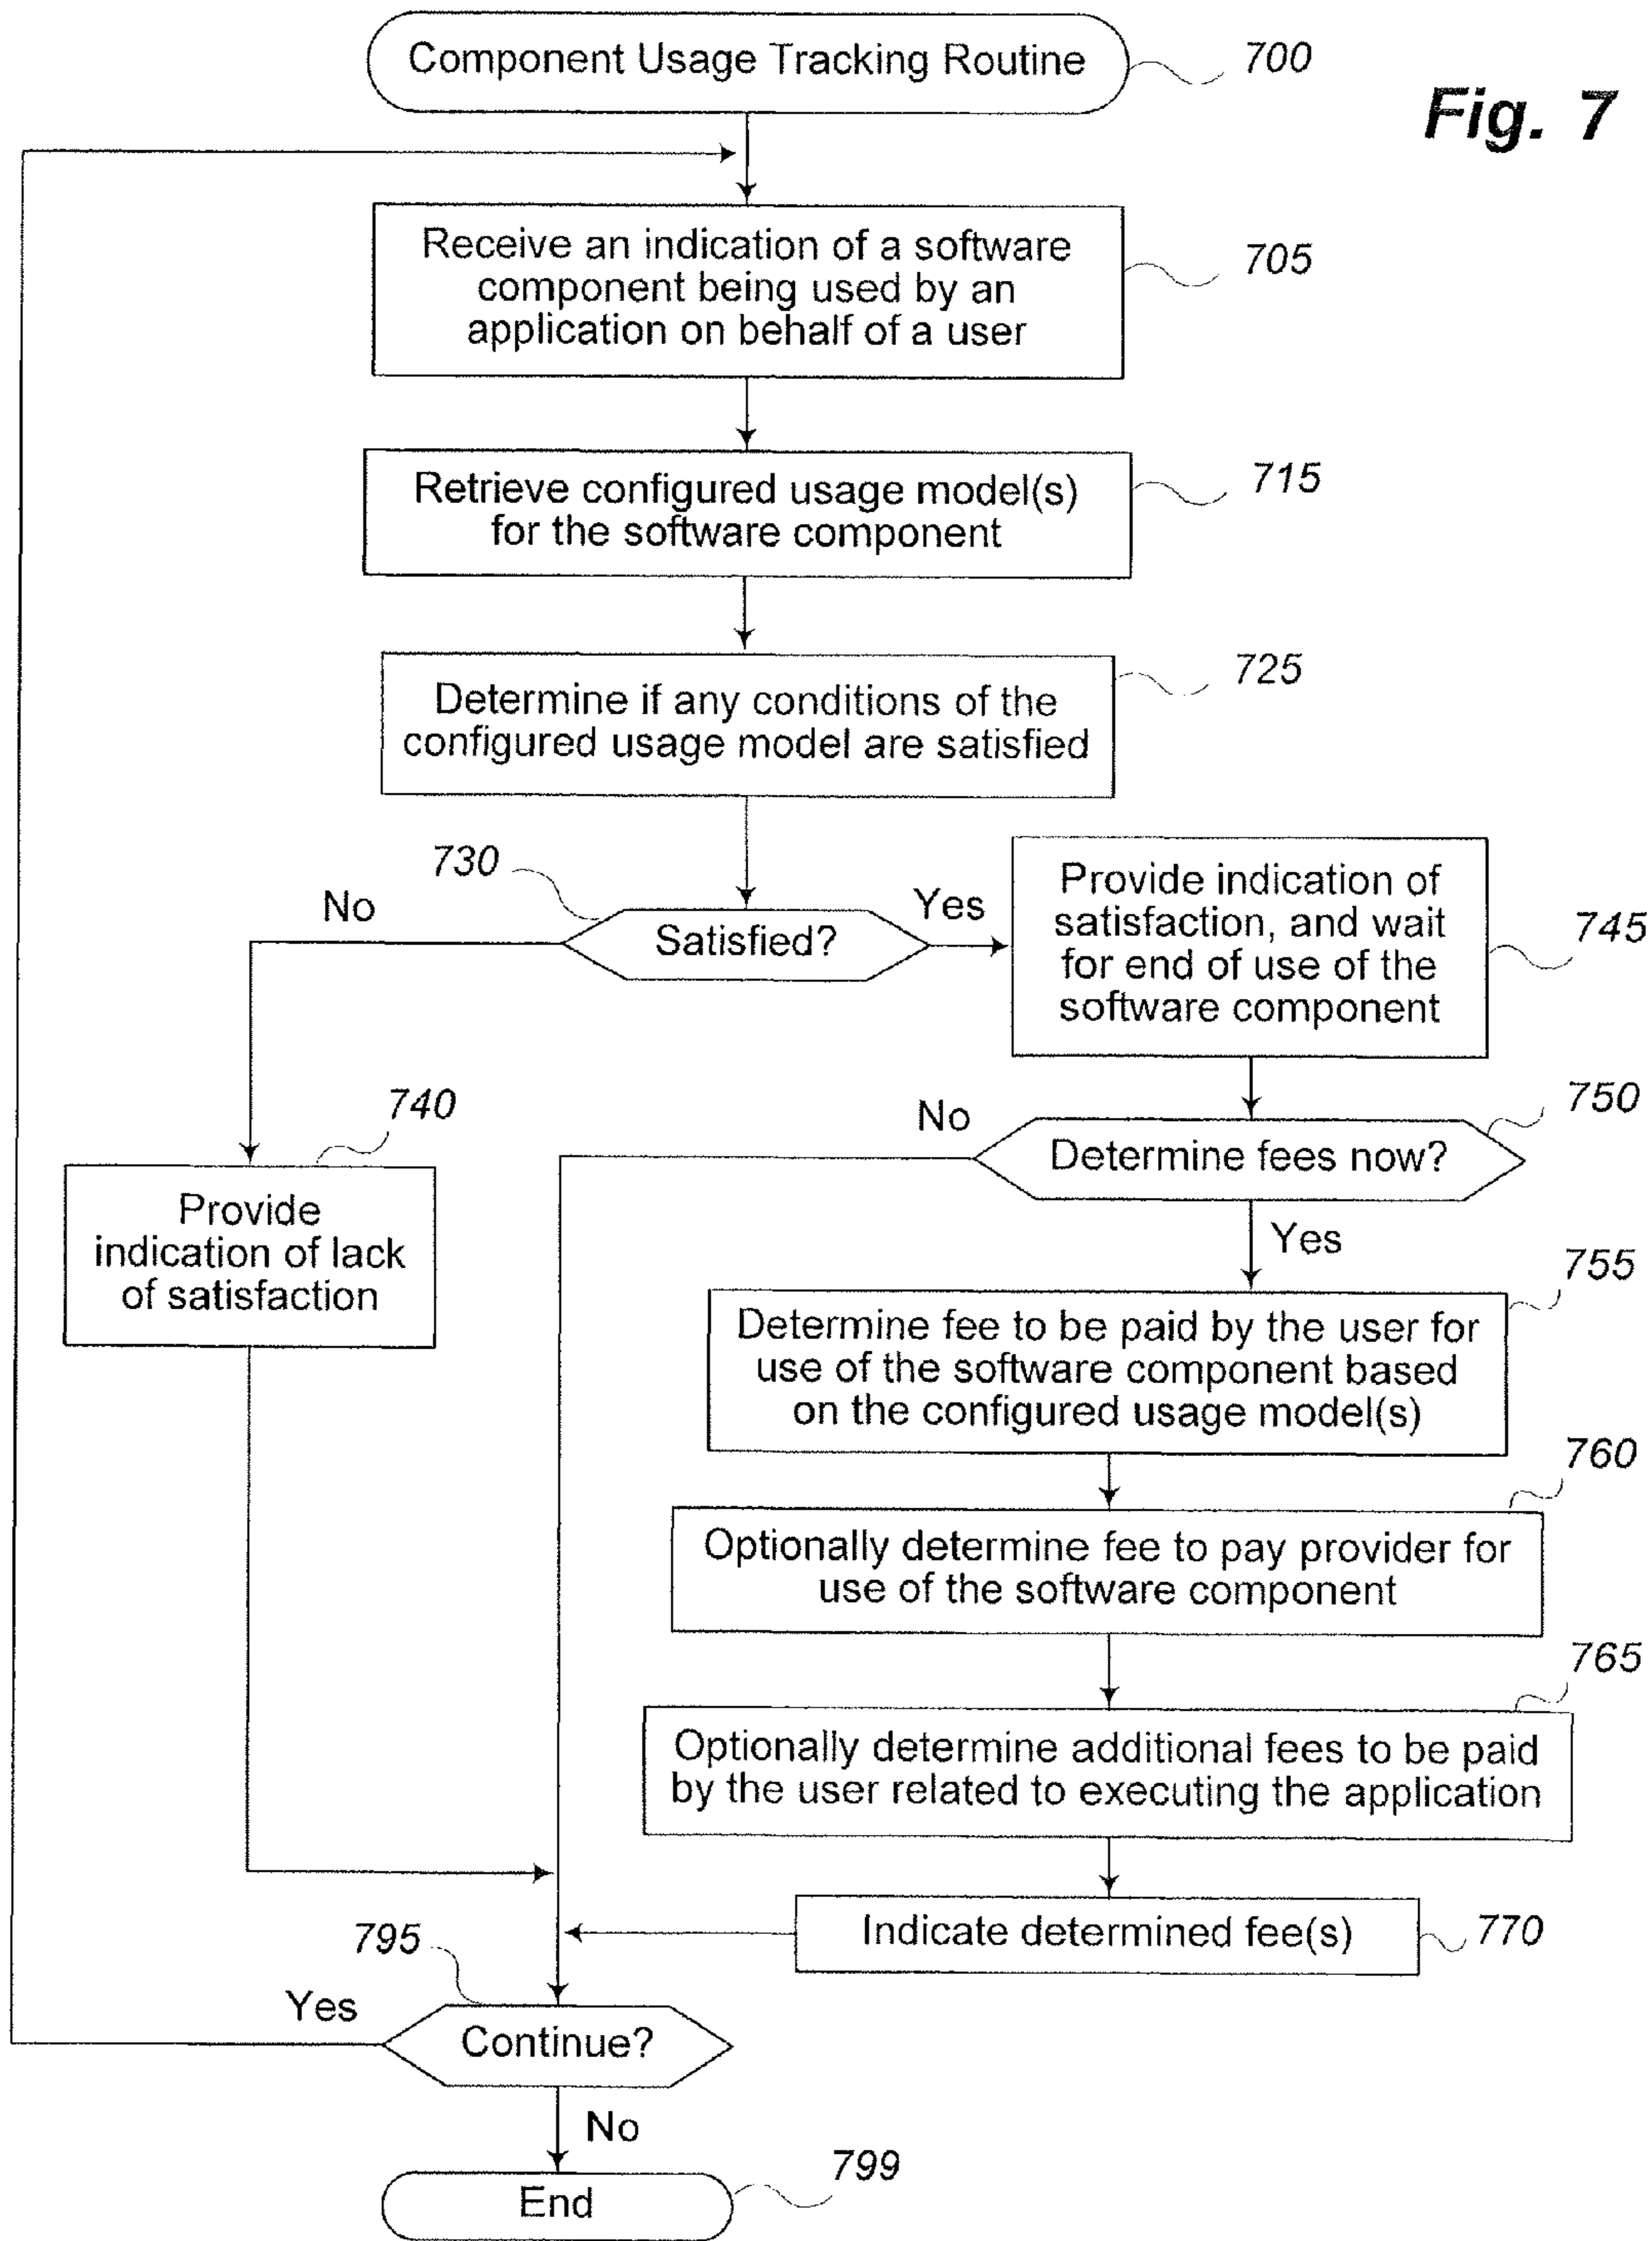 Component Usage Tracking Routine
700
Fig. 7
Receive an indication of a software
component being used by an
application on behalf of a user
705
Retrieve configured usage model(s)
for the software component
715
Determine if any conditions of the
configured usage model are satisfied
725
730
No
Satisfied?
Yes
Provide indication of
satisfaction, and wait
for end of use of the
software component
745
740
Provide
indication of lack
of satisfaction
No
Determine fees now?
750
Yes
Determine fee to be paid by the user for
use of the software component based
on the configured usage model(s)
755
Optionally determine fee to pay provider for
use of the software component
760
Optionally determine additional fees to be paid
by the user related to executing the application
765
Indicate determined fee(s)
770
795
Yes
Continue?
No
End
799